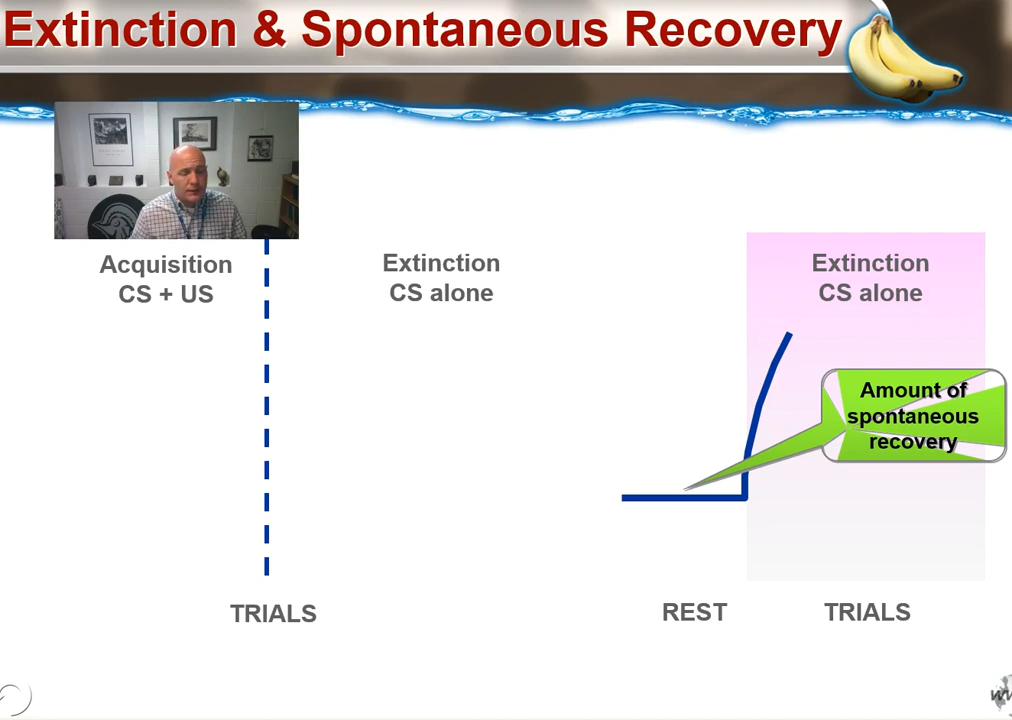 Extinction & Spontaneous Recovery
Acquisition
CS + US
Extinction
CS alone
Extinction
CS alone
Amount of
spontaneous
recovery
TRIALS
REST
TRIALS